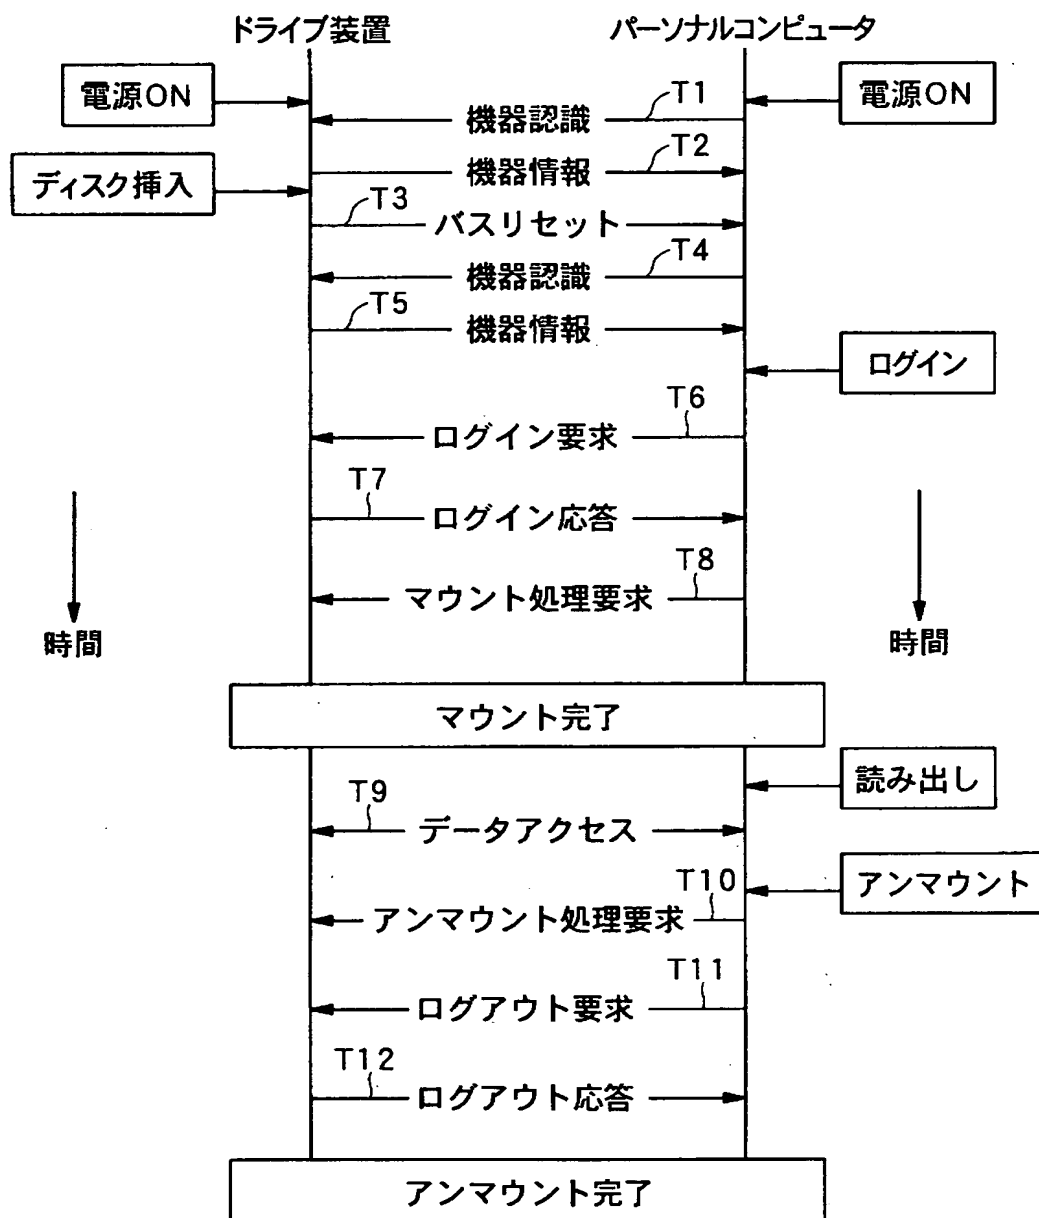 ドライブ装置
パーソナルコンピュータ
電源ON
電源ON
T1
機器認識
T2
機器情報
ディスク挿入
T3
バスリセット
T4
機器認識
T5
機器情報
ログイン
T6
ログイン要求
T7
ログイン応答
T8
マウント処理要求
時間
時間
マウント完了
読み出し
T9
データアクセス
アンマウント
T10
アンマウント処理要求
T11
ログアウト要求
T12
ログアウト応答
アンマウント完了